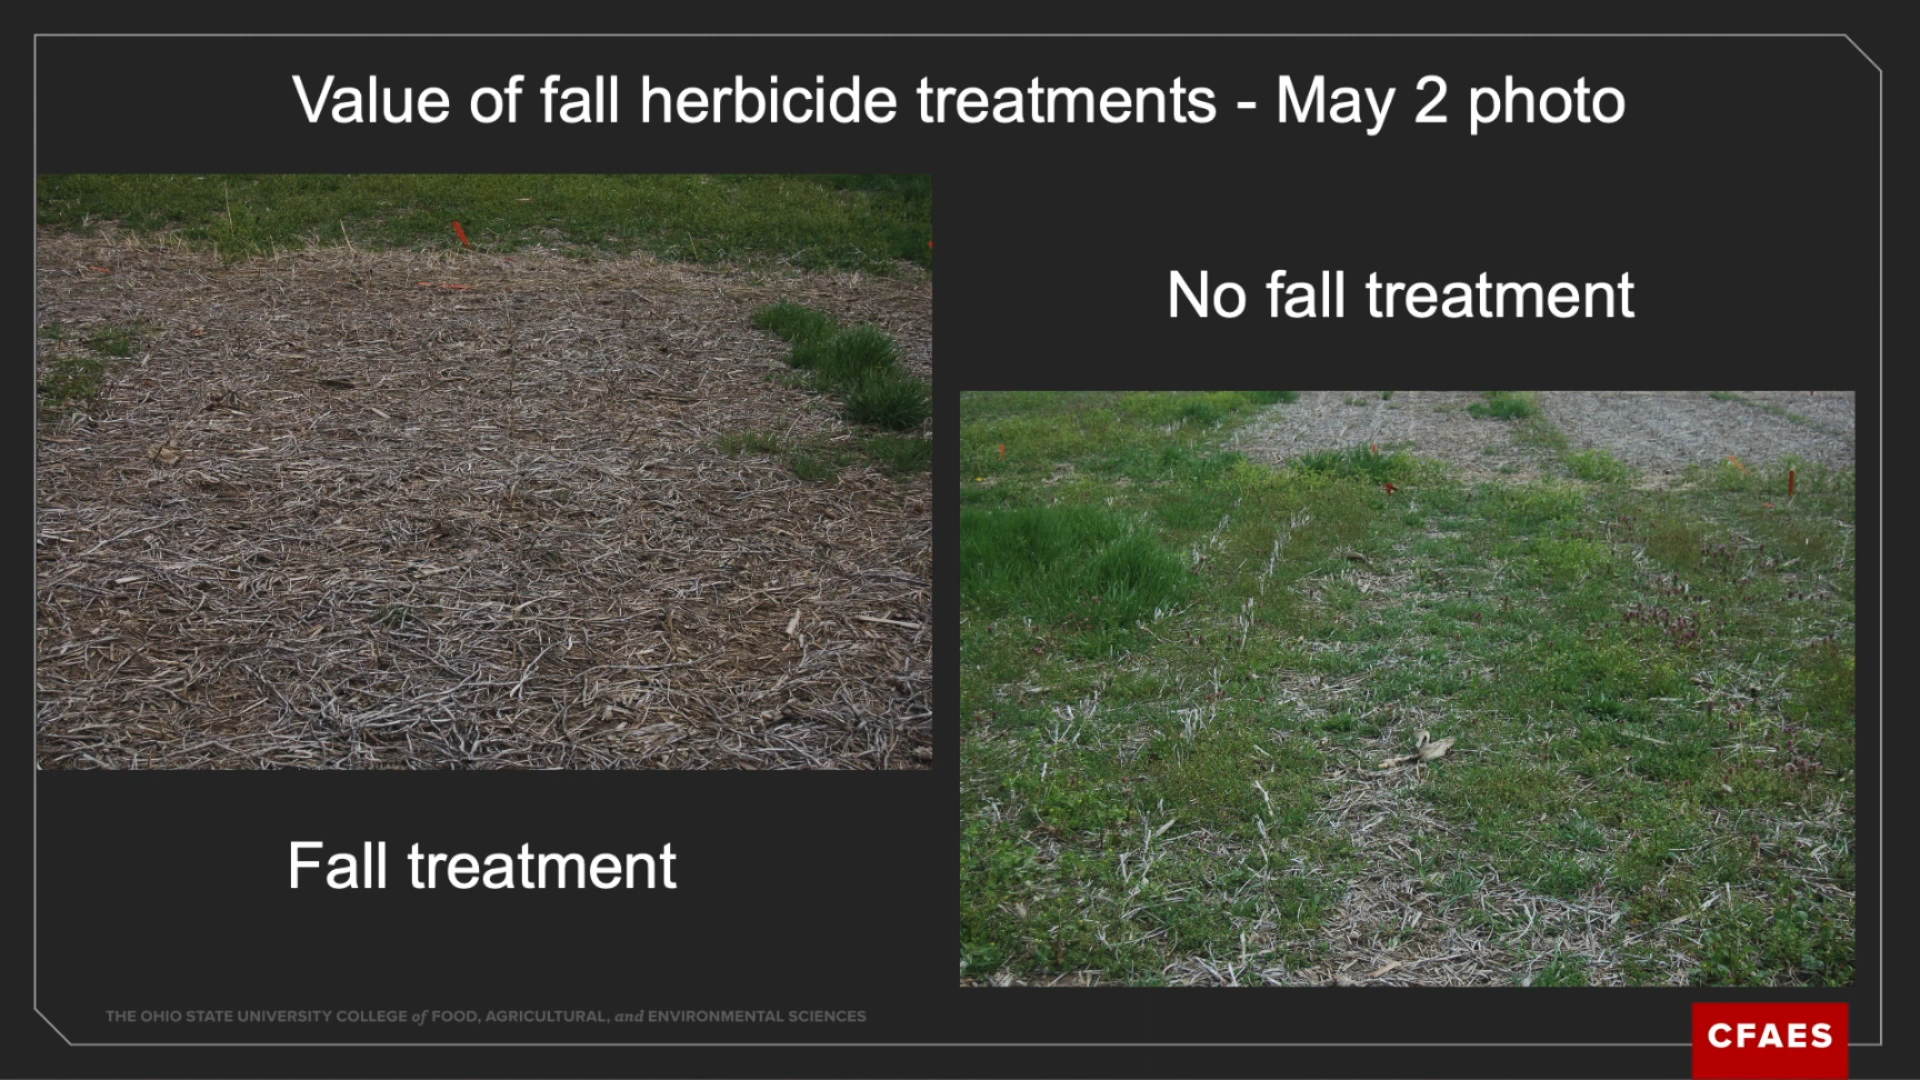 Value of fall herbicide treatments - May 2 photo
No fall treatment
Fall treatment
THE OHIO STATE UNIVERSITY COLLEGE of FOOD, AGRICULTURAL, and ENVIRONMENTAL SCIENCES
CFAES